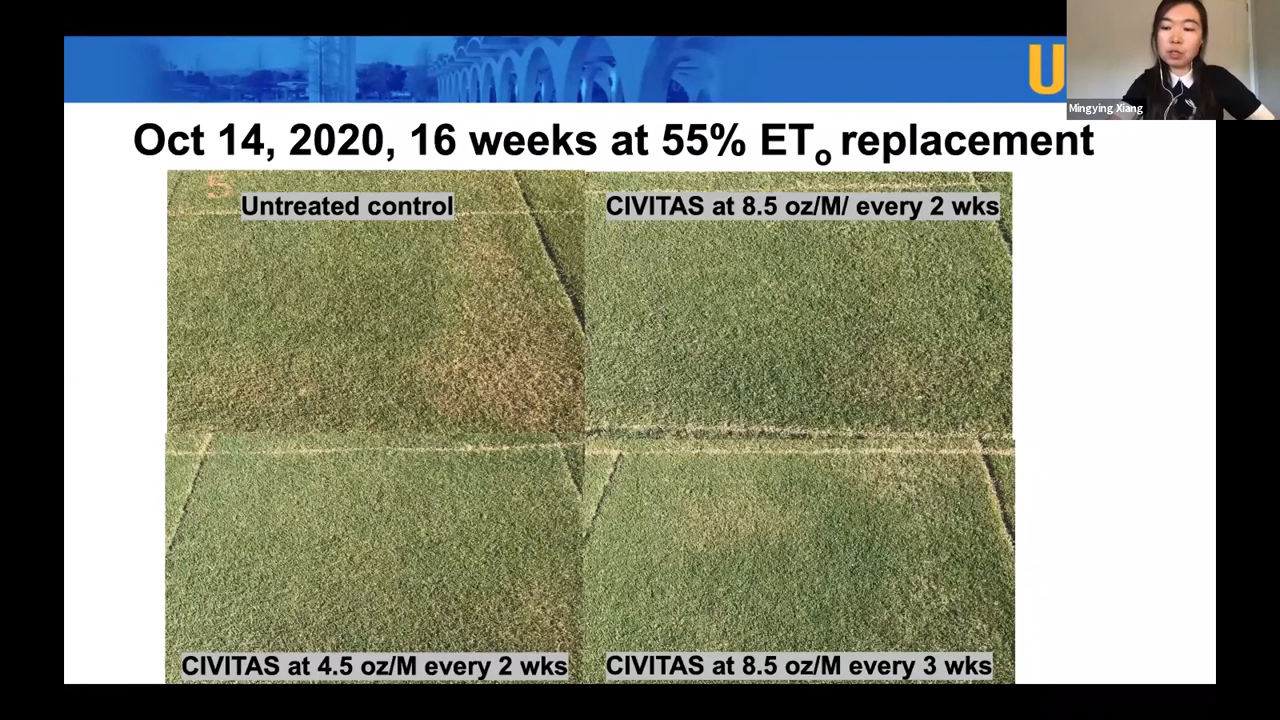 U
Mingying Xiang
Oct 14, 2020, 16 weeks at 55% ETo replacement
5
Untreated control
CIVITAS at 8.5 oz/M/ every 2 wks
CIVITAS at 4.5 oz/M every 2 wks
CIVITAS at 8.5 oz/M every 3 wks